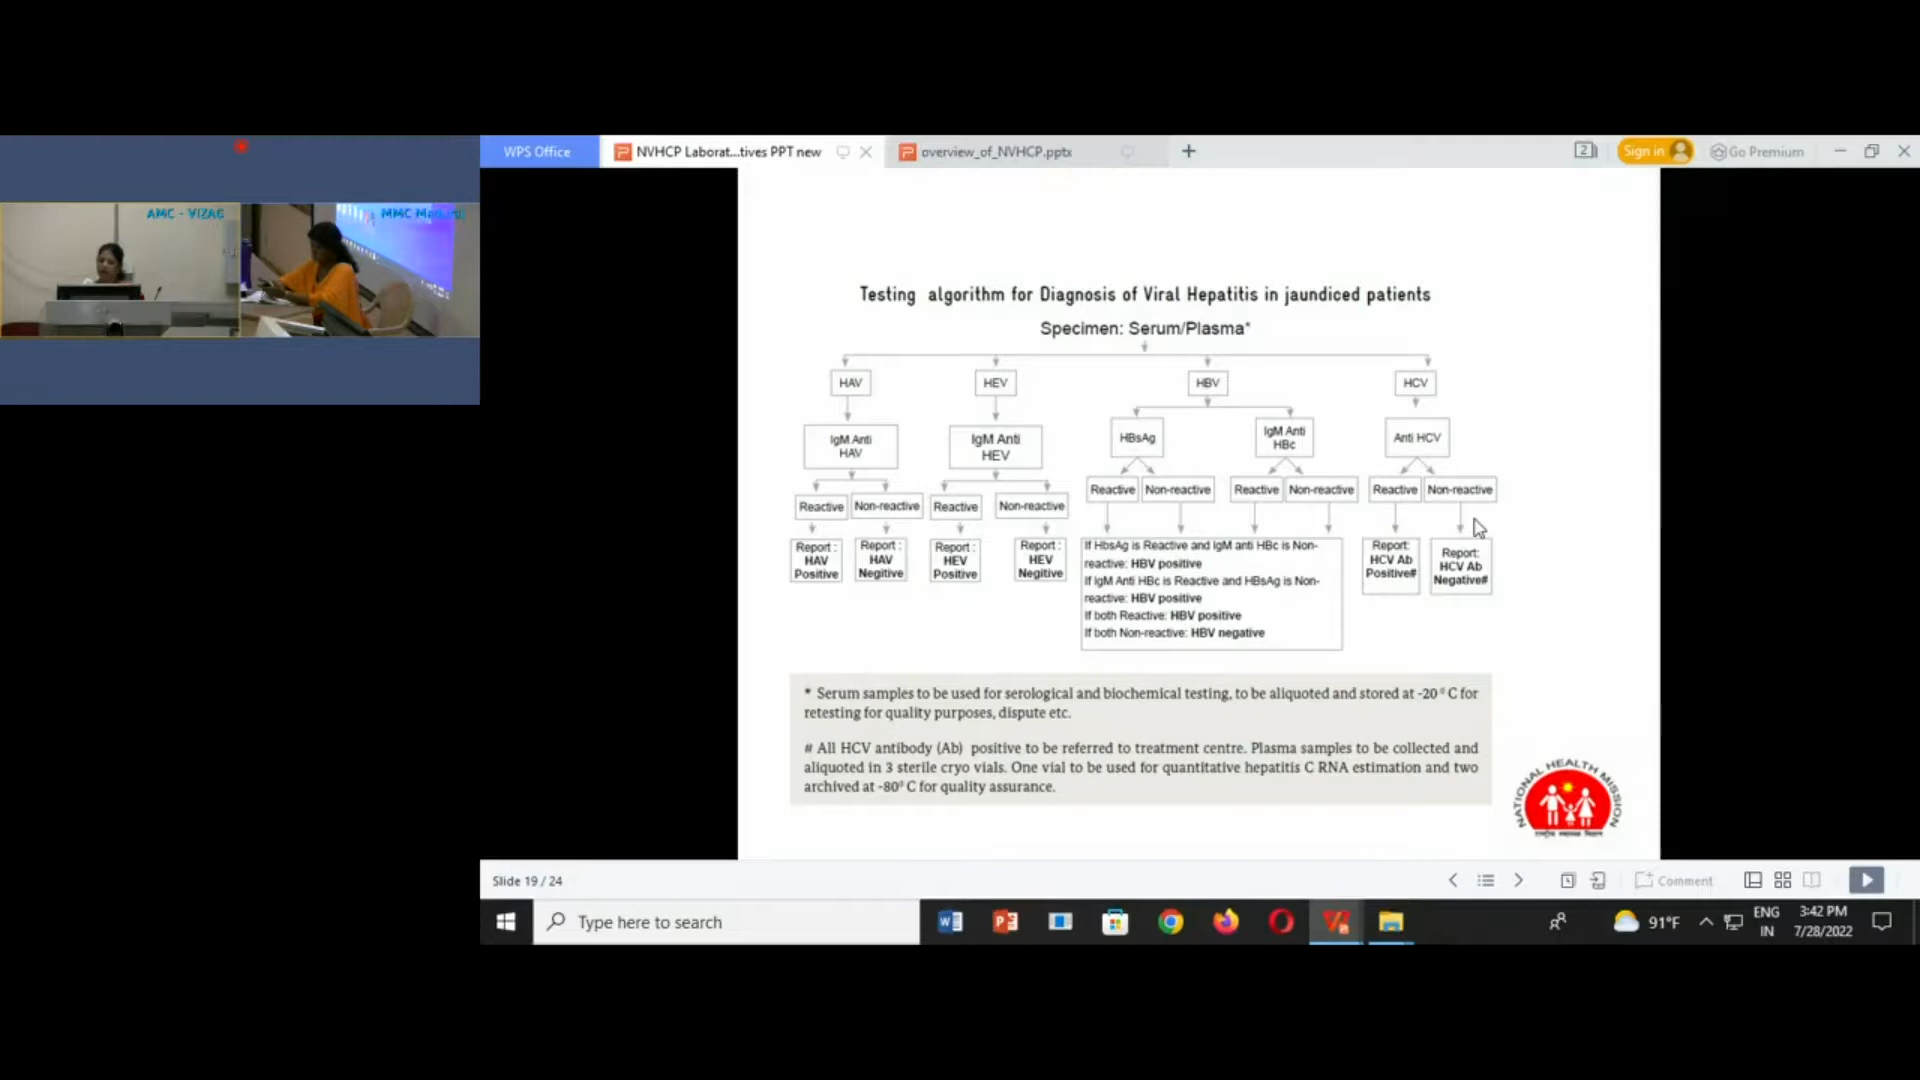 WPS Office
NVHCP Laborat...tives PPT new
overview_of_NVHCP.pptx
2
Sign in
Go Premium
AMC - VIZAG
MMC
Testing algorithm for Diagnosis of Viral Hepatitis in jaundiced patients
Specimen: Serum/Plasma*
HAV
HEV
HBV
HCV
IgM Anti
HAV
IgM Anti
HEV
HBsAg
IgM Anti
HBc
Anti HCV
Reactive
Non-reactive
Reactive
Non-reactive
Reactive
Non-reactive
Reactive
Non-reactive
Reactive
Non-reactive
Report :
HAV
Positive
Report :
HAV
Negitive
Report :
HEV
Positive
Report :
HEV
Negitive
If HbsAg is Reactive and IgM anti HBc is Non-
reactive: HBV positive
If IgM Anti HBc is Reactive and HBsAg is Non-
reactive: HBV positive
If both Reactive: HBV positive
If both Non-reactive: HBV negative
Report:
HCV Ab
Positive#
Report:
HCV Ab
Negative#
* Serum samples to be used for serological and biochemical testing, to be aliquoted and stored at -20° C for
retesting for quality purposes, dispute etc.
# All HCV antibody (Ab) positive to be referred to treatment centre. Plasma samples to be collected and
aliquoted in 3 sterile cryo vials. One vial to be used for quantitative hepatitis C RNA estimation and two
archived at -80° C for quality assurance.
NATIONAL HEALTH MISSION
राष्ट्रीय स्वास्थ्य मिशन
Slide 19 / 24
Comment
Type here to search
91°F
ENG
IN
3:42 PM
7/28/2022